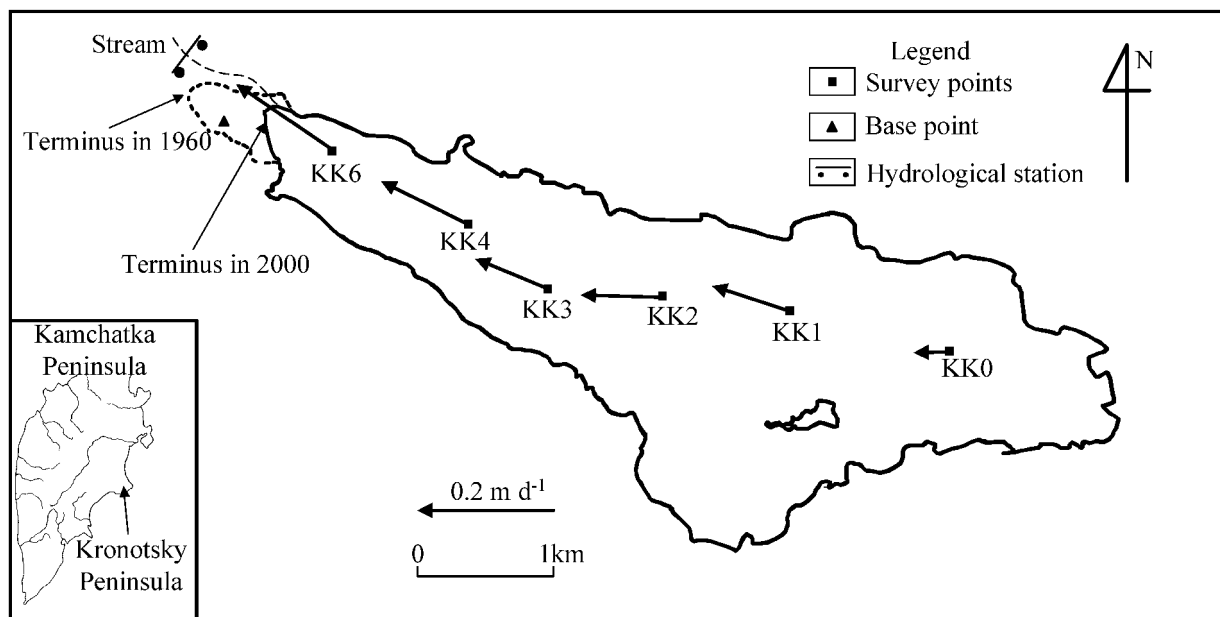 Stream
Legend
N
Survey points
Terminus in 1960
Base point
KK6
Hydrological station
KK4
Terminus in 2000
KK3
KK2
KK1
KK0
Kamchatka
Peninsula
0.2 m d⁻¹
0
1km
Kronotsky
Peninsula